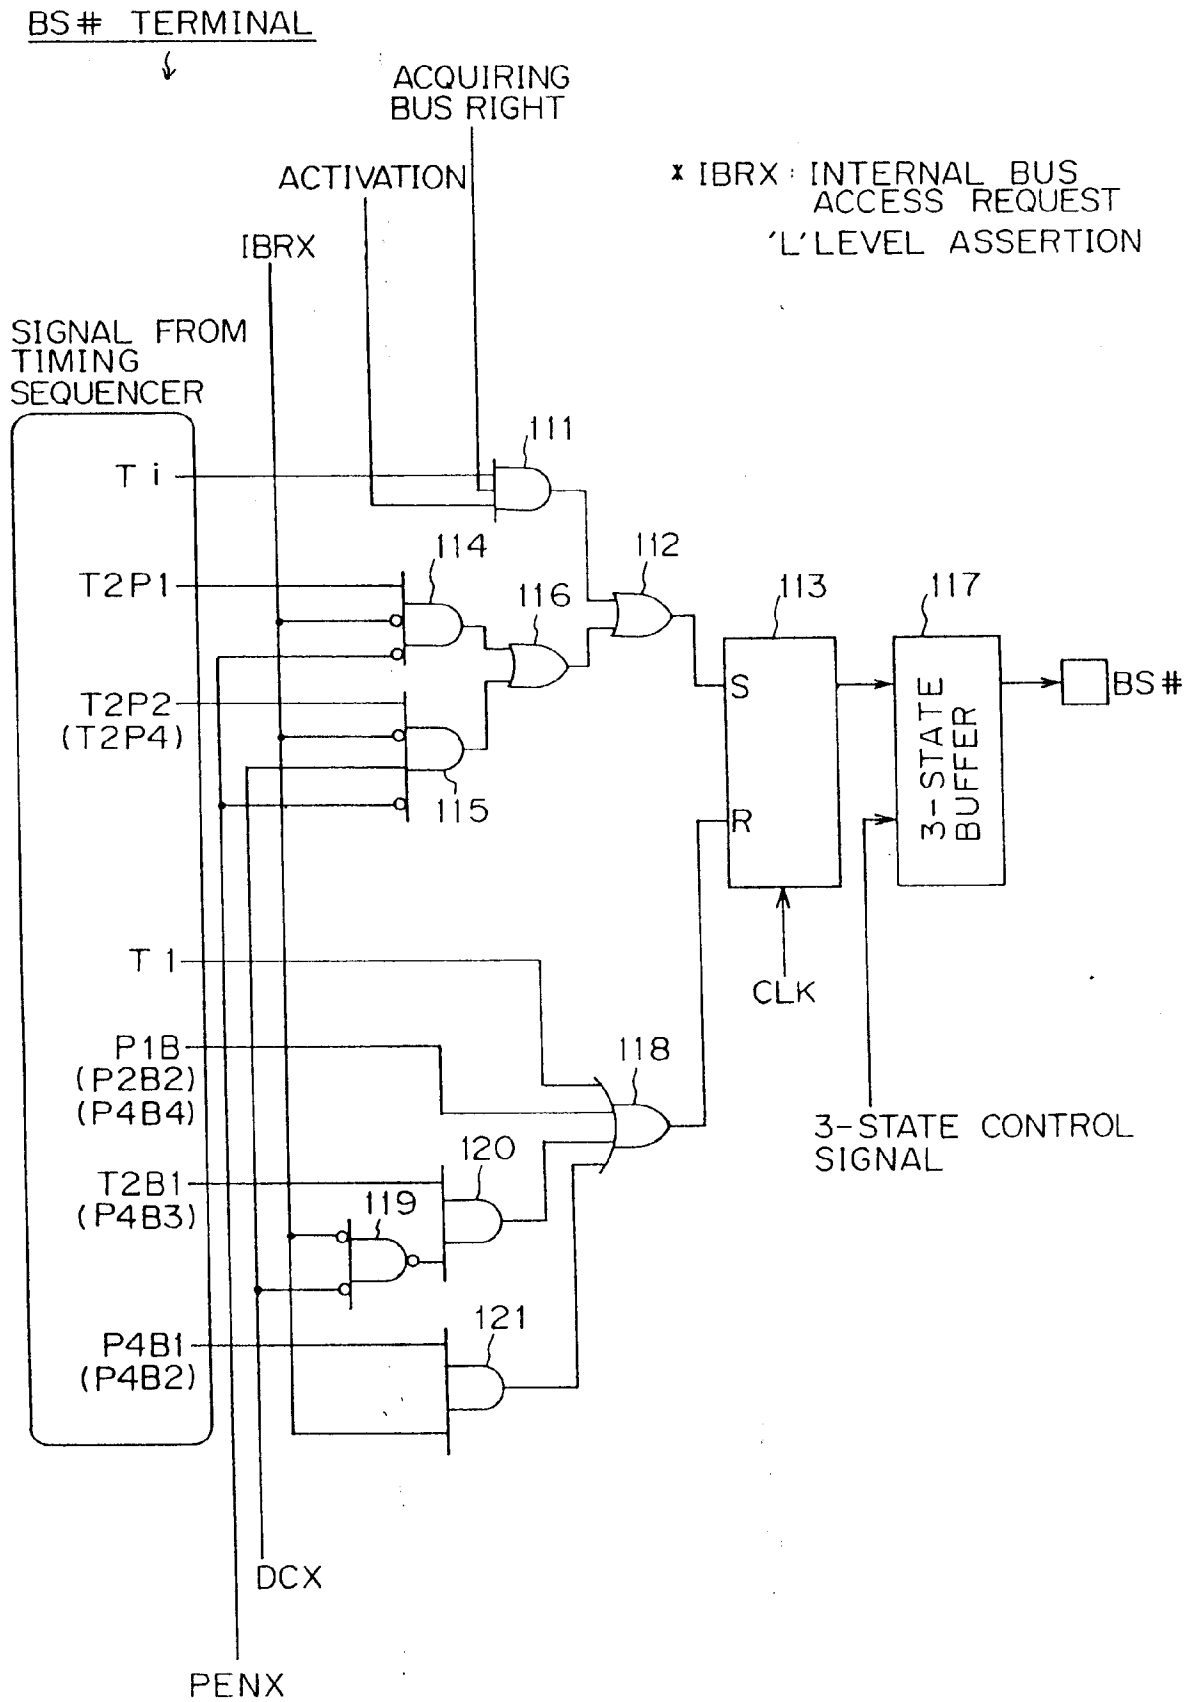 BS# TERMINAL
ACQUIRING
BUS RIGHT
ACTIVATION
* IBRX : INTERNAL BUS
ACCESS REQUEST
'L' LEVEL ASSERTION
IBRX
SIGNAL FROM
TIMING
SEQUENCER
111
T i
114
112
T2P1
116
113
117
S
BS#
T2P2
(T2P4)
115
3-STATE
BUFFER
R
T 1
CLK
P1B
(P2B2)
(P4B4)
118
3-STATE CONTROL
SIGNAL
120
T2B1
(P4B3)
119
121
P4B1
(P4B2)
DCX
PENX